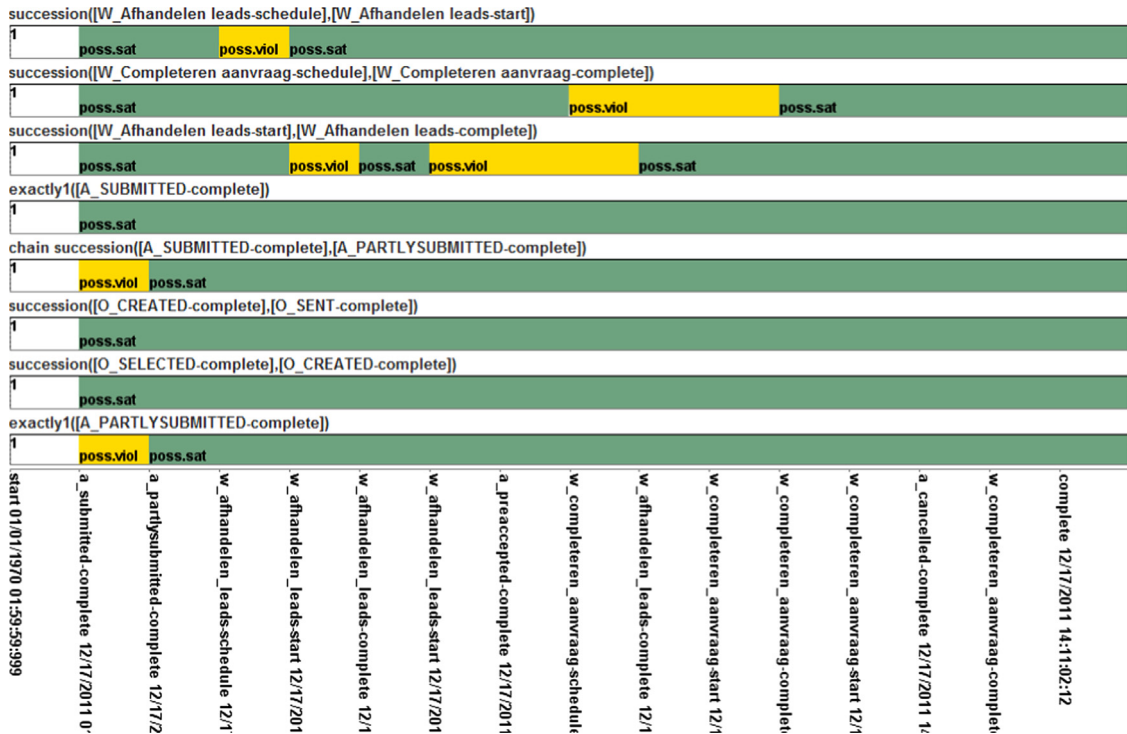 succession([W_Afhandelen leads-schedule],[W_Afhandelen leads-start])
1
poss.sat poss.viol poss.sat
succession([W_Completeren aanvraag-schedule],[W_Completeren aanvraag-complete])
1
poss.sat poss.viol poss.sat
succession([W_Afhandelen leads-start],[W_Afhandelen leads-complete])
1
poss.sat poss.viol poss.sat poss.viol poss.sat
exactly1([A_SUBMITTED-complete])
1
poss.sat
chain succession([A_SUBMITTED-complete],[A_PARTLYSUBMITTED-complete])
1
poss.viol poss.sat
succession([O_CREATED-complete],[O_SENT-complete])
1
poss.sat
succession([O_SELECTED-complete],[O_CREATED-complete])
1
poss.sat
exactly1([A_PARTLYSUBMITTED-complete])
1
poss.viol poss.sat
start 01/01/1970 01:59:59:999
a_submitted-complete 12/17/2011
a_partlysubmitted-complete
w_afhandelen_leads-schedule
w_afhandelen_leads-start
w_afhandelen_leads-complete
w_afhandelen_leads-start
a_preaccepted-complete 12/17/2011
w_completeren_aanvraag-schedule
w_afhandelen_leads-complete
w_completeren_aanvraag-start
w_completeren_aanvraag-complete
w_completeren_aanvraag-start
a_cancelled-complete 12/17/2011
w_completeren_aanvraag-complete
complete 12/17/2011 14:11:02:12